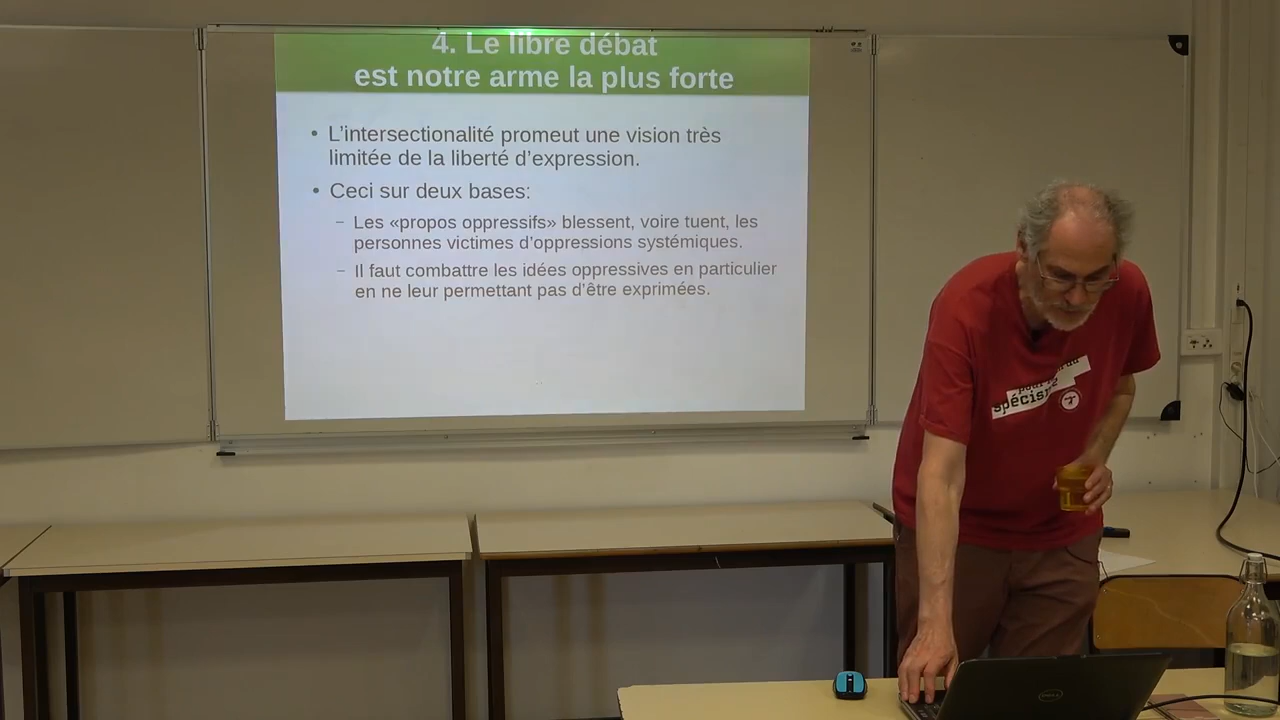 4. Le libre débat
est notre arme la plus forte
• L'intersectionalité promeut une vision très
limitée de la liberté d'expression.
• Ceci sur deux bases:
– Les «propos oppressifs» blessent, voire tuent, les
personnes victimes d'oppressions systémiques.
– Il faut combattre les idées oppressives en particulier
en ne leur permettant pas d'être exprimées.
pour
DELL